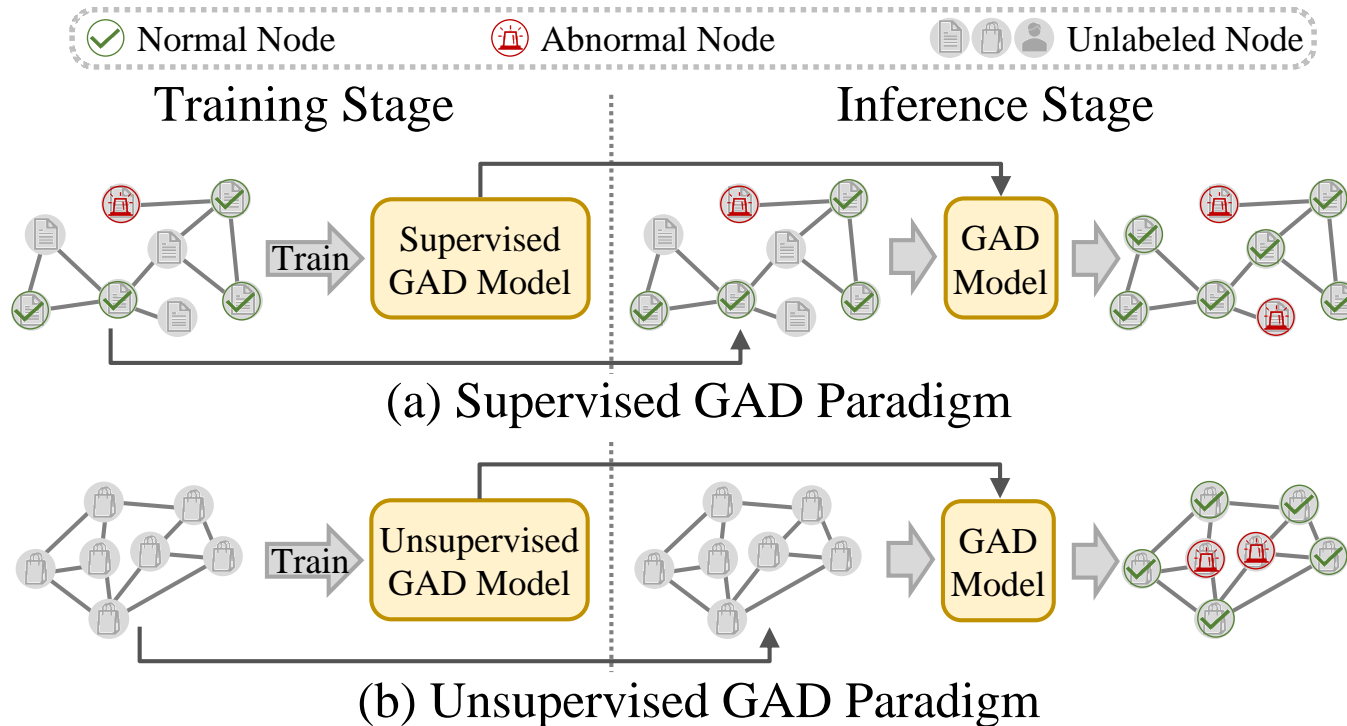 Normal Node
Abnormal Node
Unlabeled Node
Training Stage
Inference Stage
Train
Supervised
GAD Model
GAD
Model
(a) Supervised GAD Paradigm
Train
Unsupervised
GAD Model
GAD
Model
(b) Unsupervised GAD Paradigm